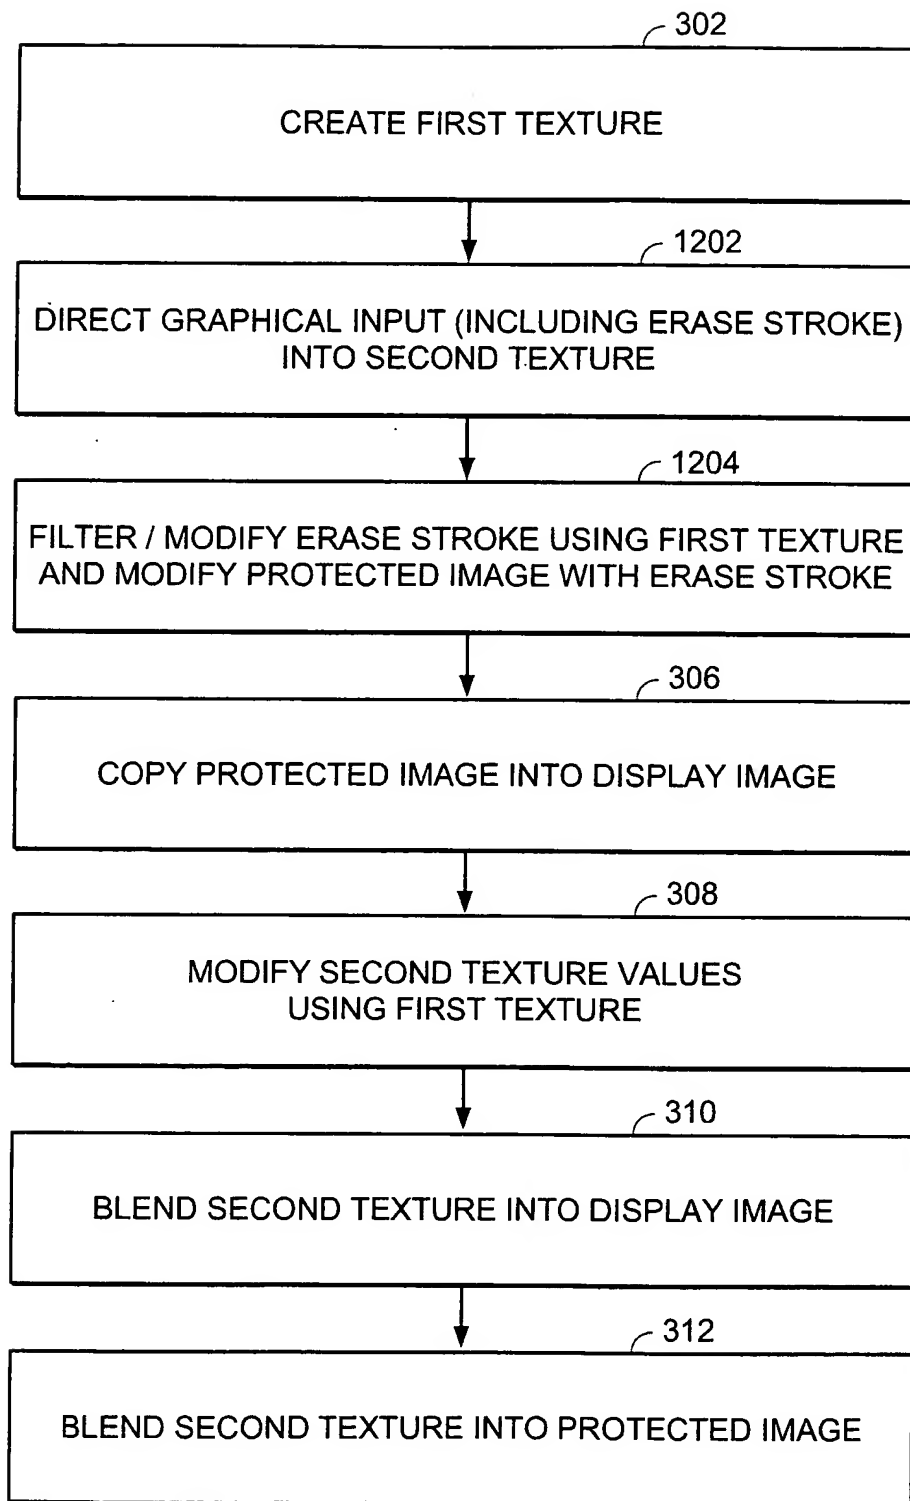 302
CREATE FIRST TEXTURE
1202
DIRECT GRAPHICAL INPUT (INCLUDING ERASE STROKE)
INTO SECOND TEXTURE
1204
FILTER / MODIFY ERASE STROKE USING FIRST TEXTURE
AND MODIFY PROTECTED IMAGE WITH ERASE STROKE
306
COPY PROTECTED IMAGE INTO DISPLAY IMAGE
308
MODIFY SECOND TEXTURE VALUES
USING FIRST TEXTURE
310
BLEND SECOND TEXTURE INTO DISPLAY IMAGE
312
BLEND SECOND TEXTURE INTO PROTECTED IMAGE